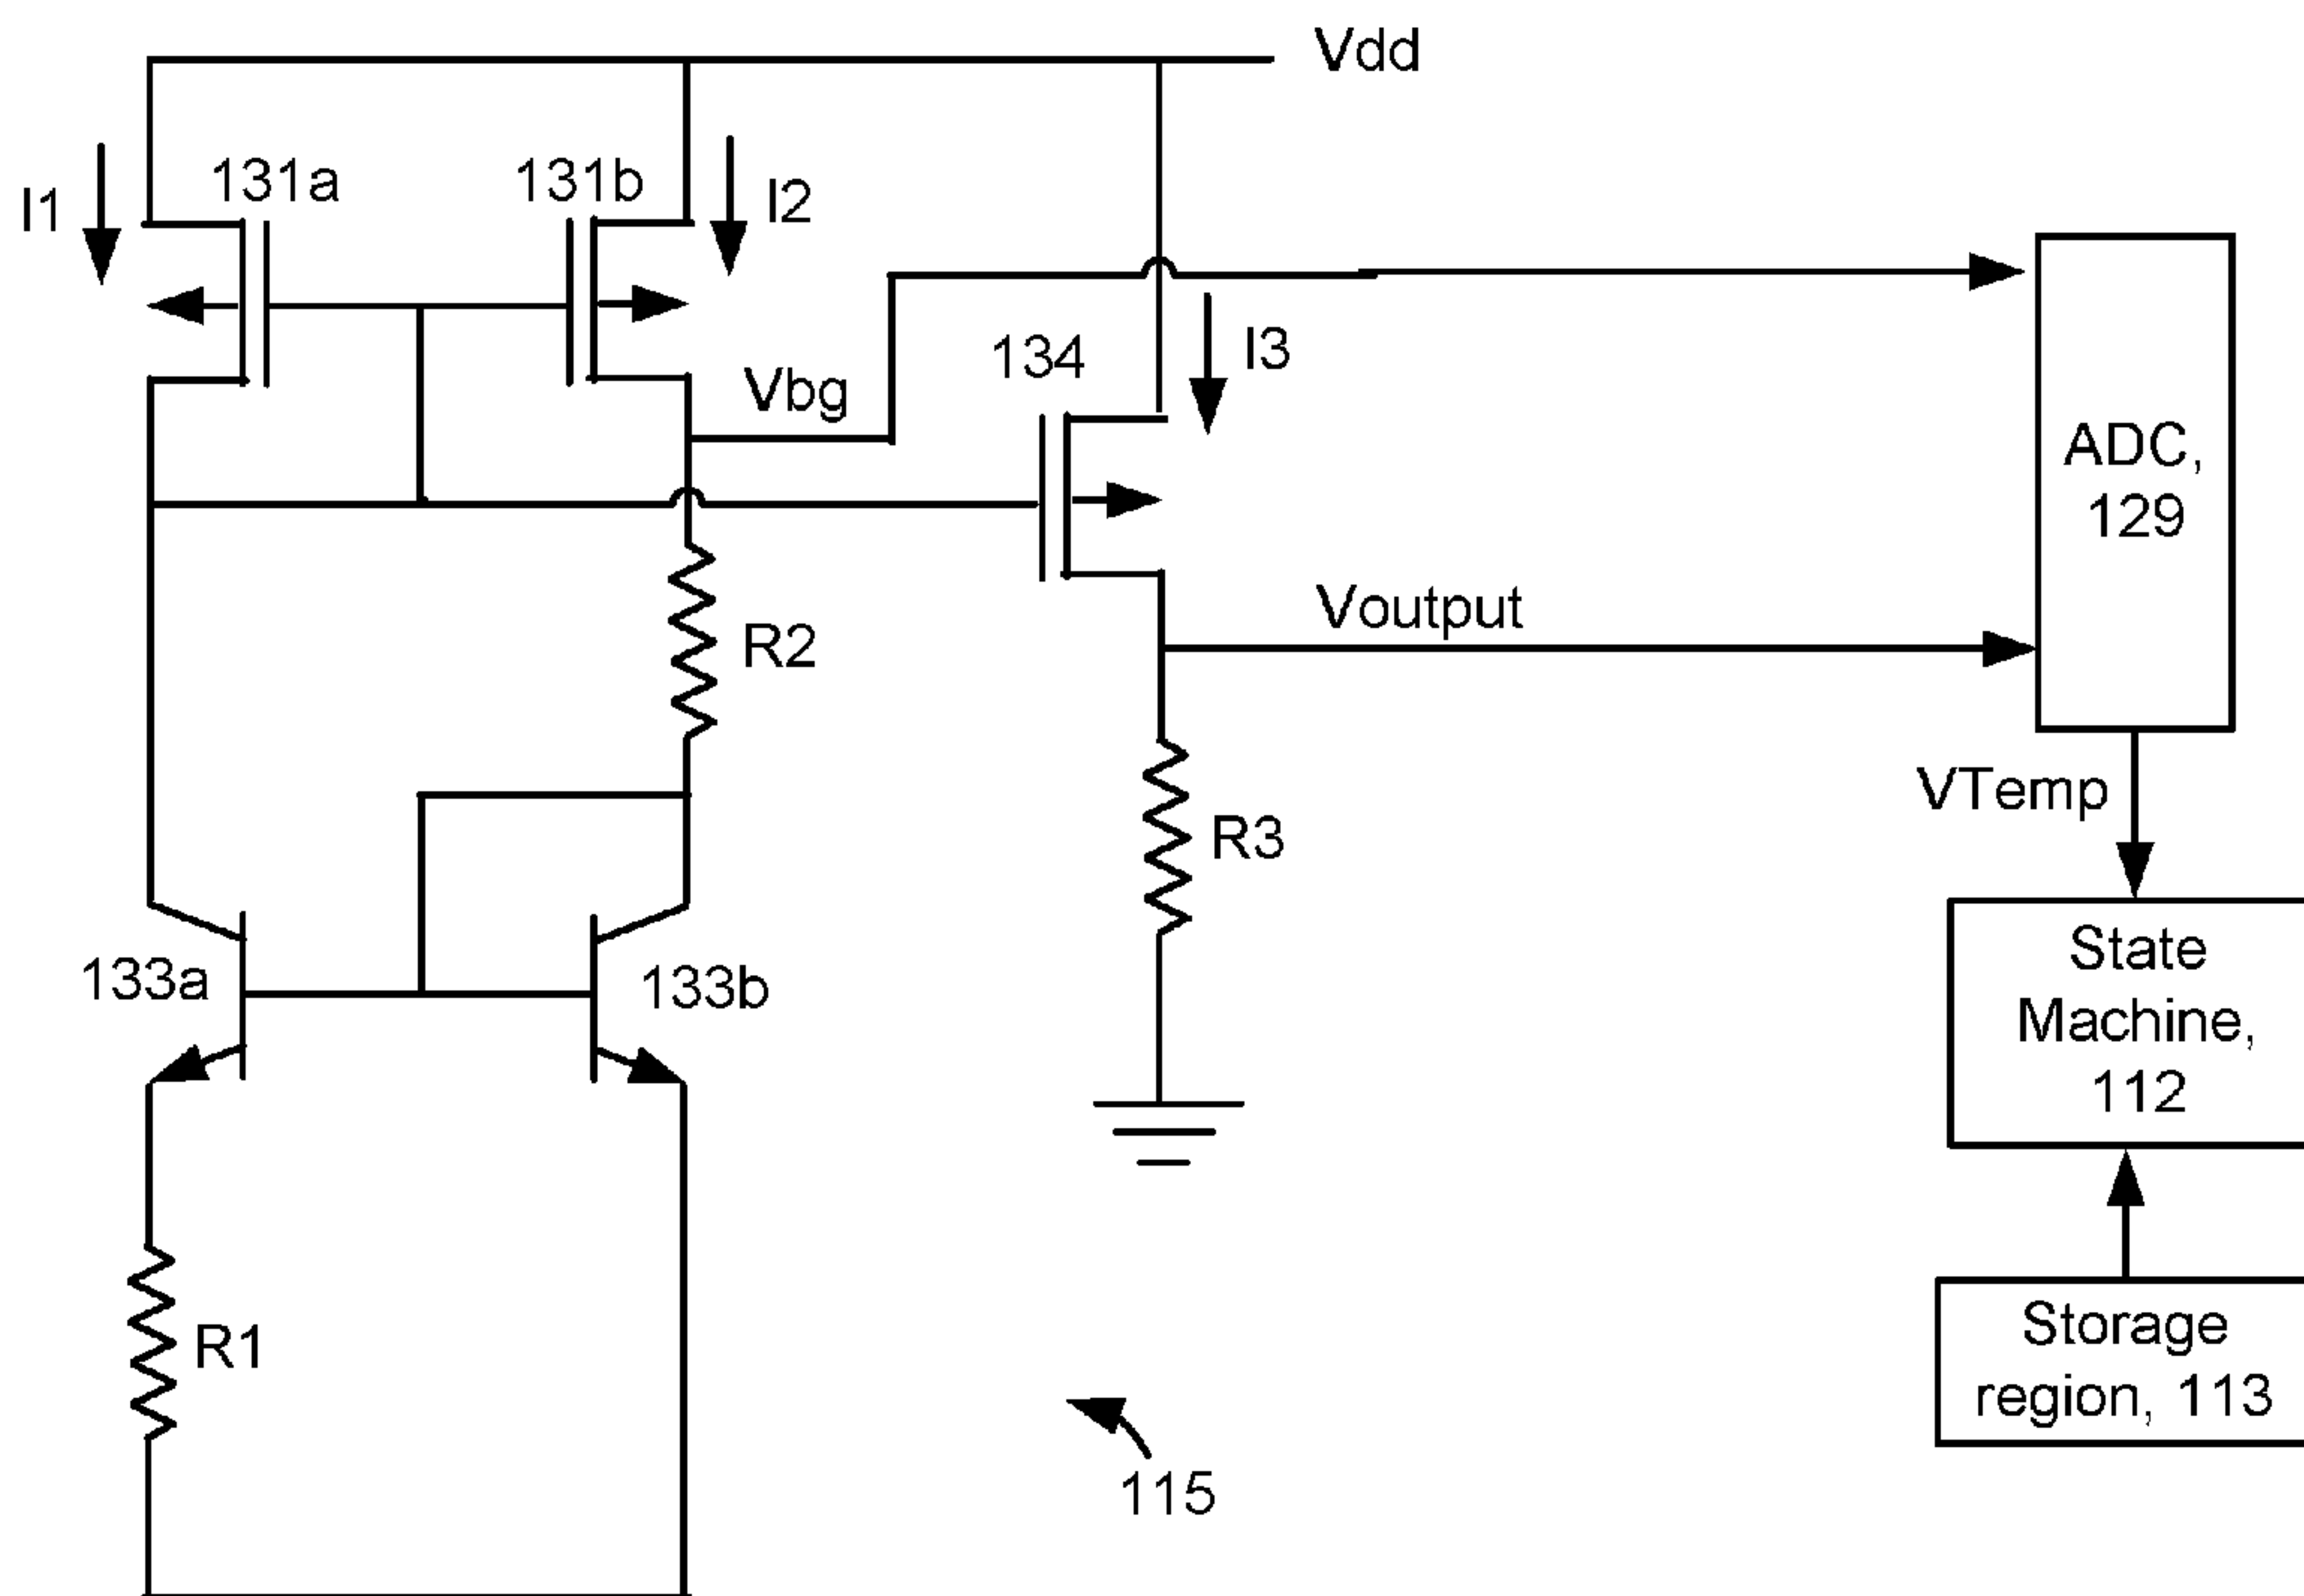 Vdd
I1
131a
131b
I2
134
I3
Vbg
ADC,
129
Voutput
R2
VTemp
R3
133a
133b
State
Machine,
112
R1
Storage
region, 113
115